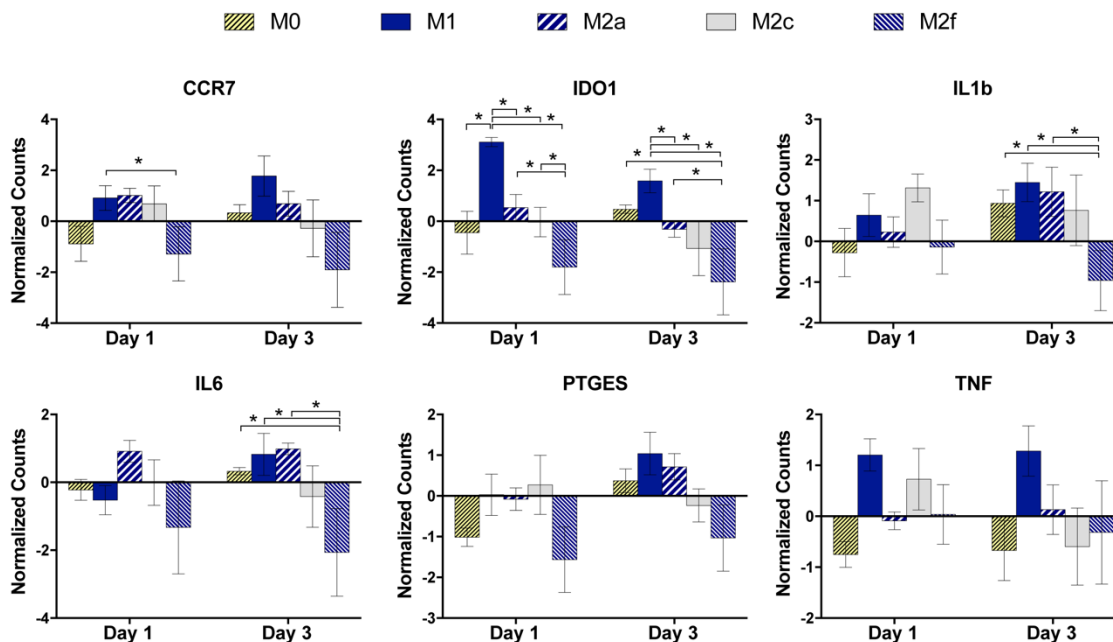 M0 M1 M2a M2c M2f
CCR7 IDO1 IL1b
Normalized Counts
4
2
0
-2
-4
* 
Day 1 Day 3
Normalized Counts
4
2
0
-2
-4
* * * *
* *
* * * *
* *
Day 1 Day 3
Normalized Counts
3
2
1
0
-1
-2
* * *
Day 1 Day 3
IL6 PTGES TNF
Normalized Counts
2
0
-2
-4
* * *
Day 1 Day 3
Normalized Counts
2
1
0
-1
-2
-3
Day 1 Day 3
Normalized Counts
2
1
0
-1
-2
Day 1 Day 3